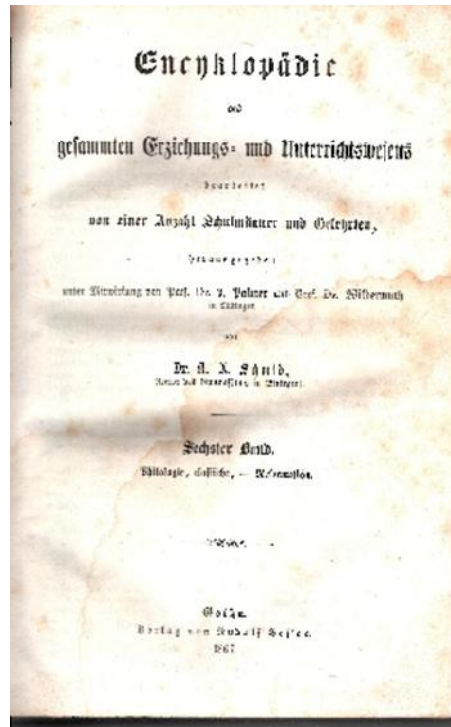 Encyklopädie
des
gesammten Erziehungs- und Unterrichtswesens
bearbeitet
von einer Anzahl Schulmänner und Gelehrten,
herausgegeben
unter Mitwirkung von Prof. Dr. v. Palmer und Prof. Dr. Wildermuth
in Tübingen
von
Dr. K. A. Schmid,
Sechster Band.
Philologie, classische, — Reformation.
Gotha.
Verlag von Rudolf Besser.
1867